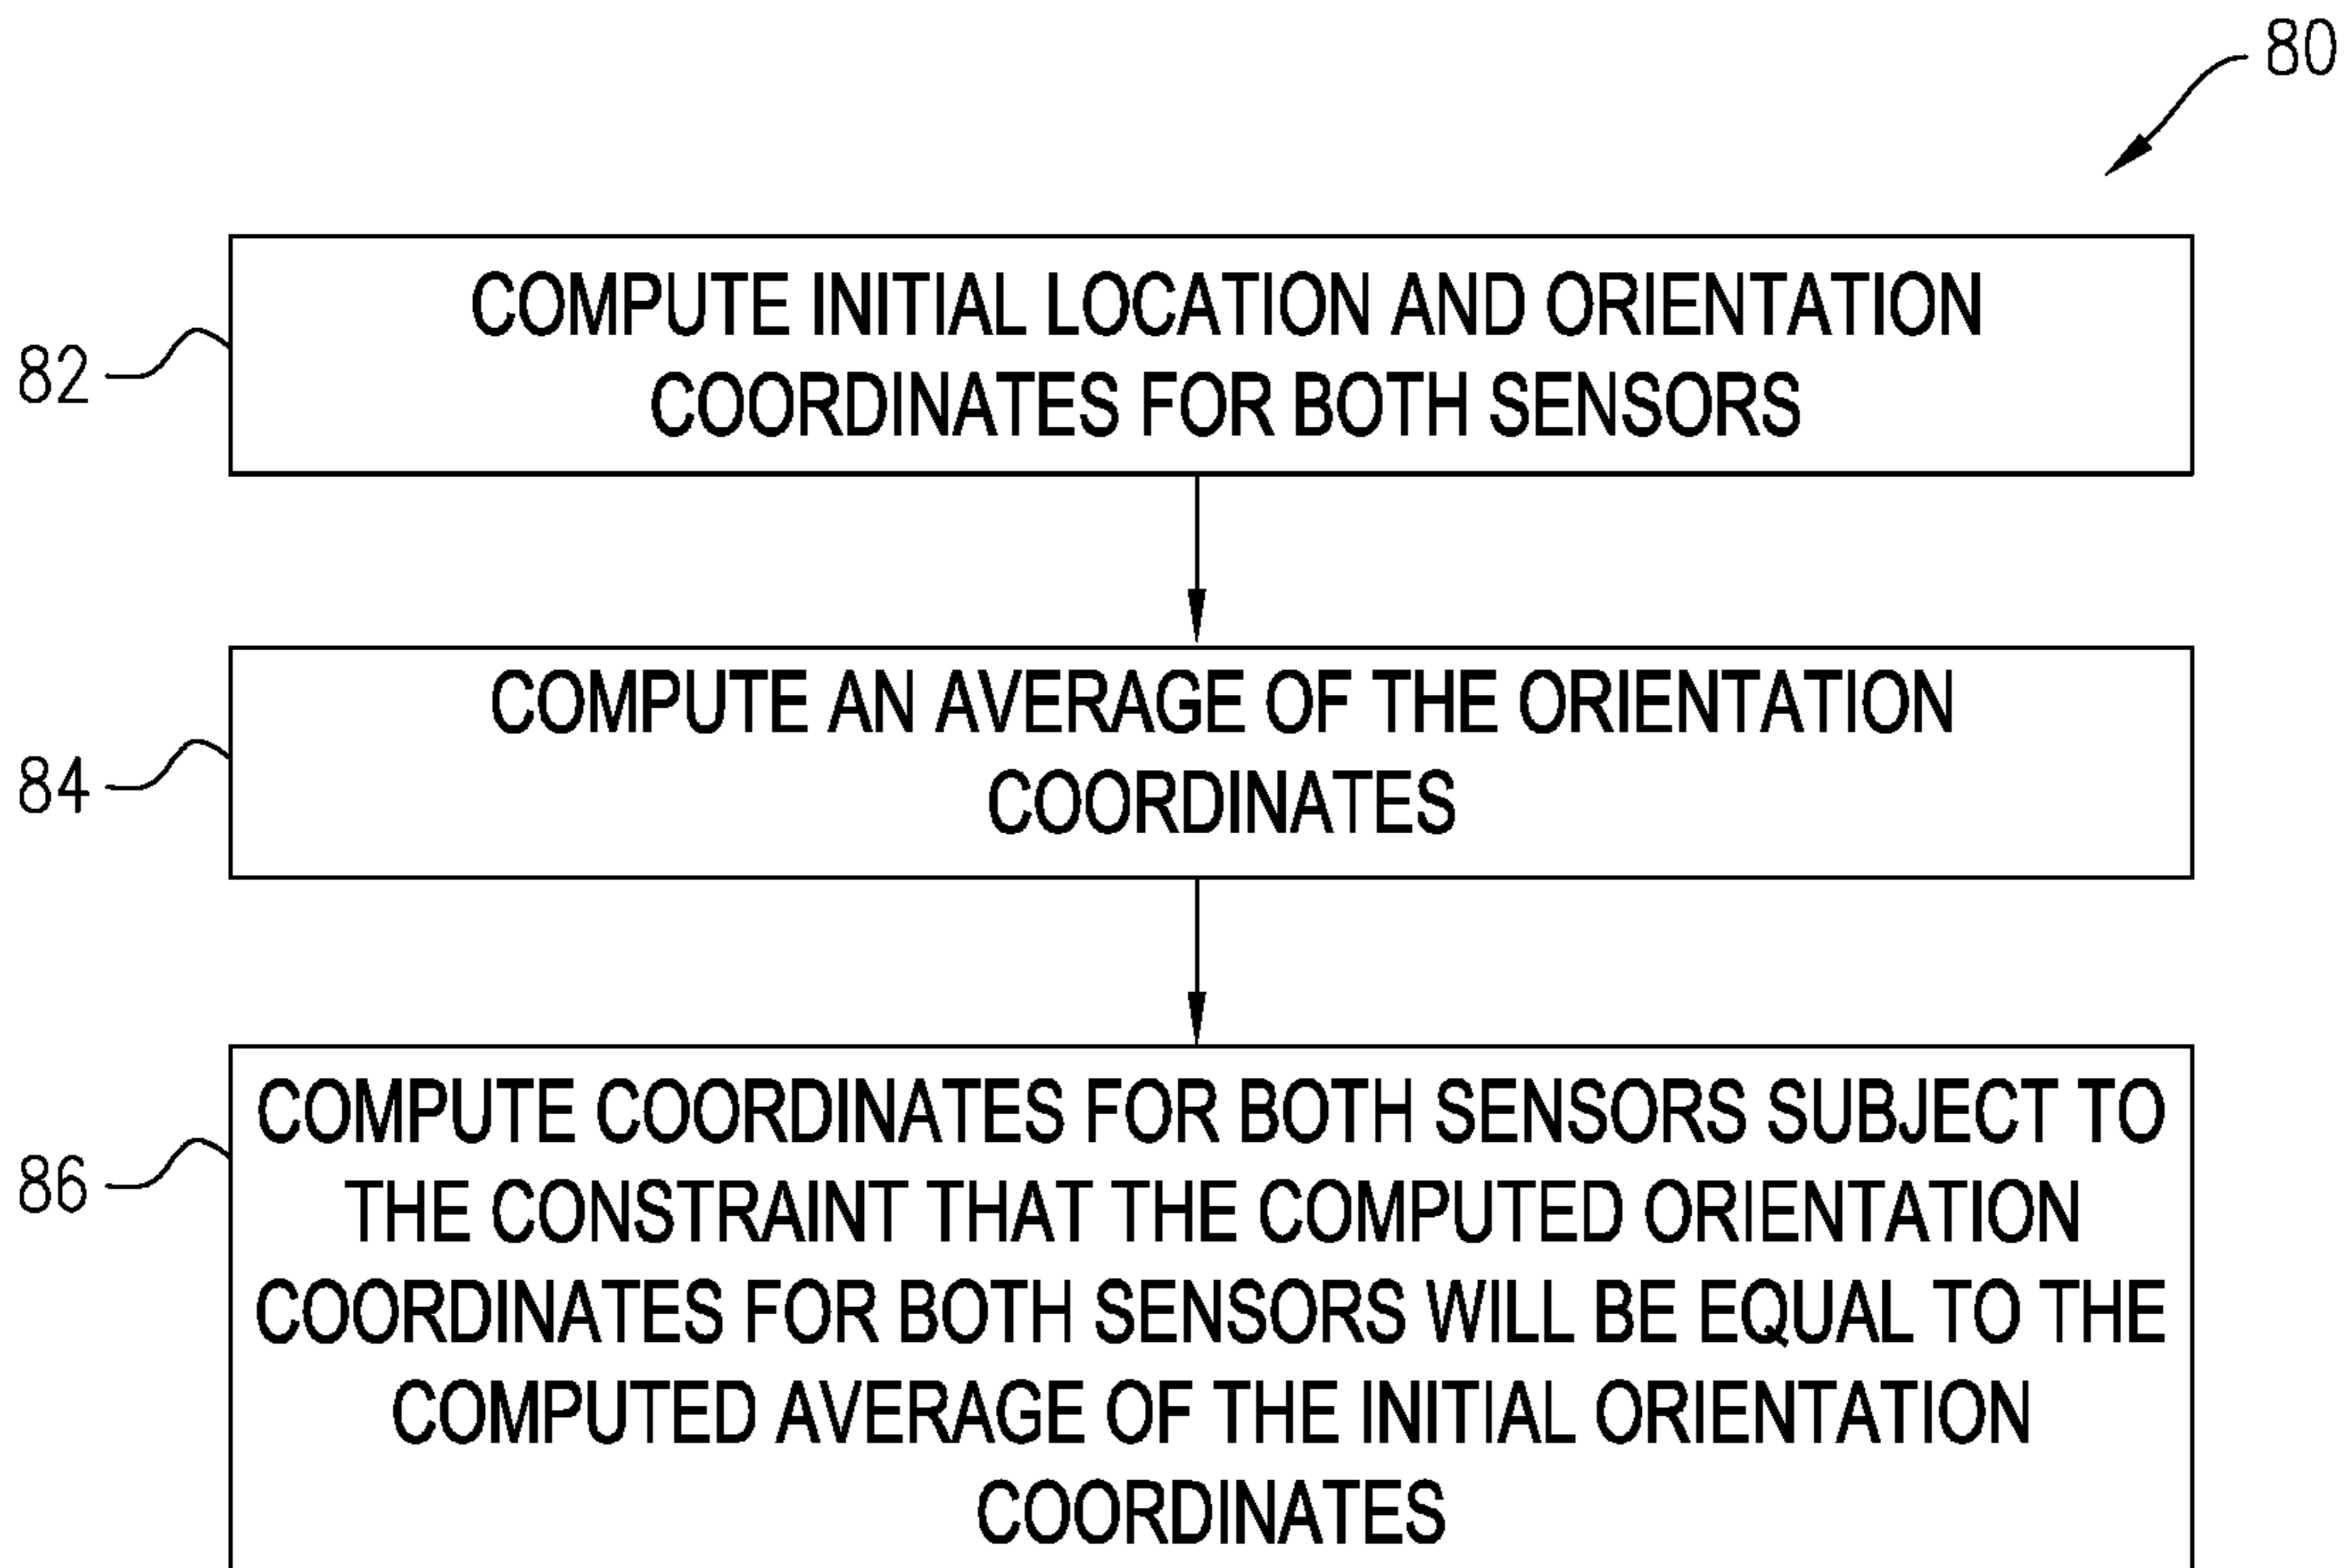 80
82
COMPUTE INITIAL LOCATION AND ORIENTATION
COORDINATES FOR BOTH SENSORS
84
COMPUTE AN AVERAGE OF THE ORIENTATION
COORDINATES
86
COMPUTE COORDINATES FOR BOTH SENSORS SUBJECT TO
THE CONSTRAINT THAT THE COMPUTED ORIENTATION
COORDINATES FOR BOTH SENSORS WILL BE EQUAL TO THE
COMPUTED AVERAGE OF THE INITIAL ORIENTATION
COORDINATES